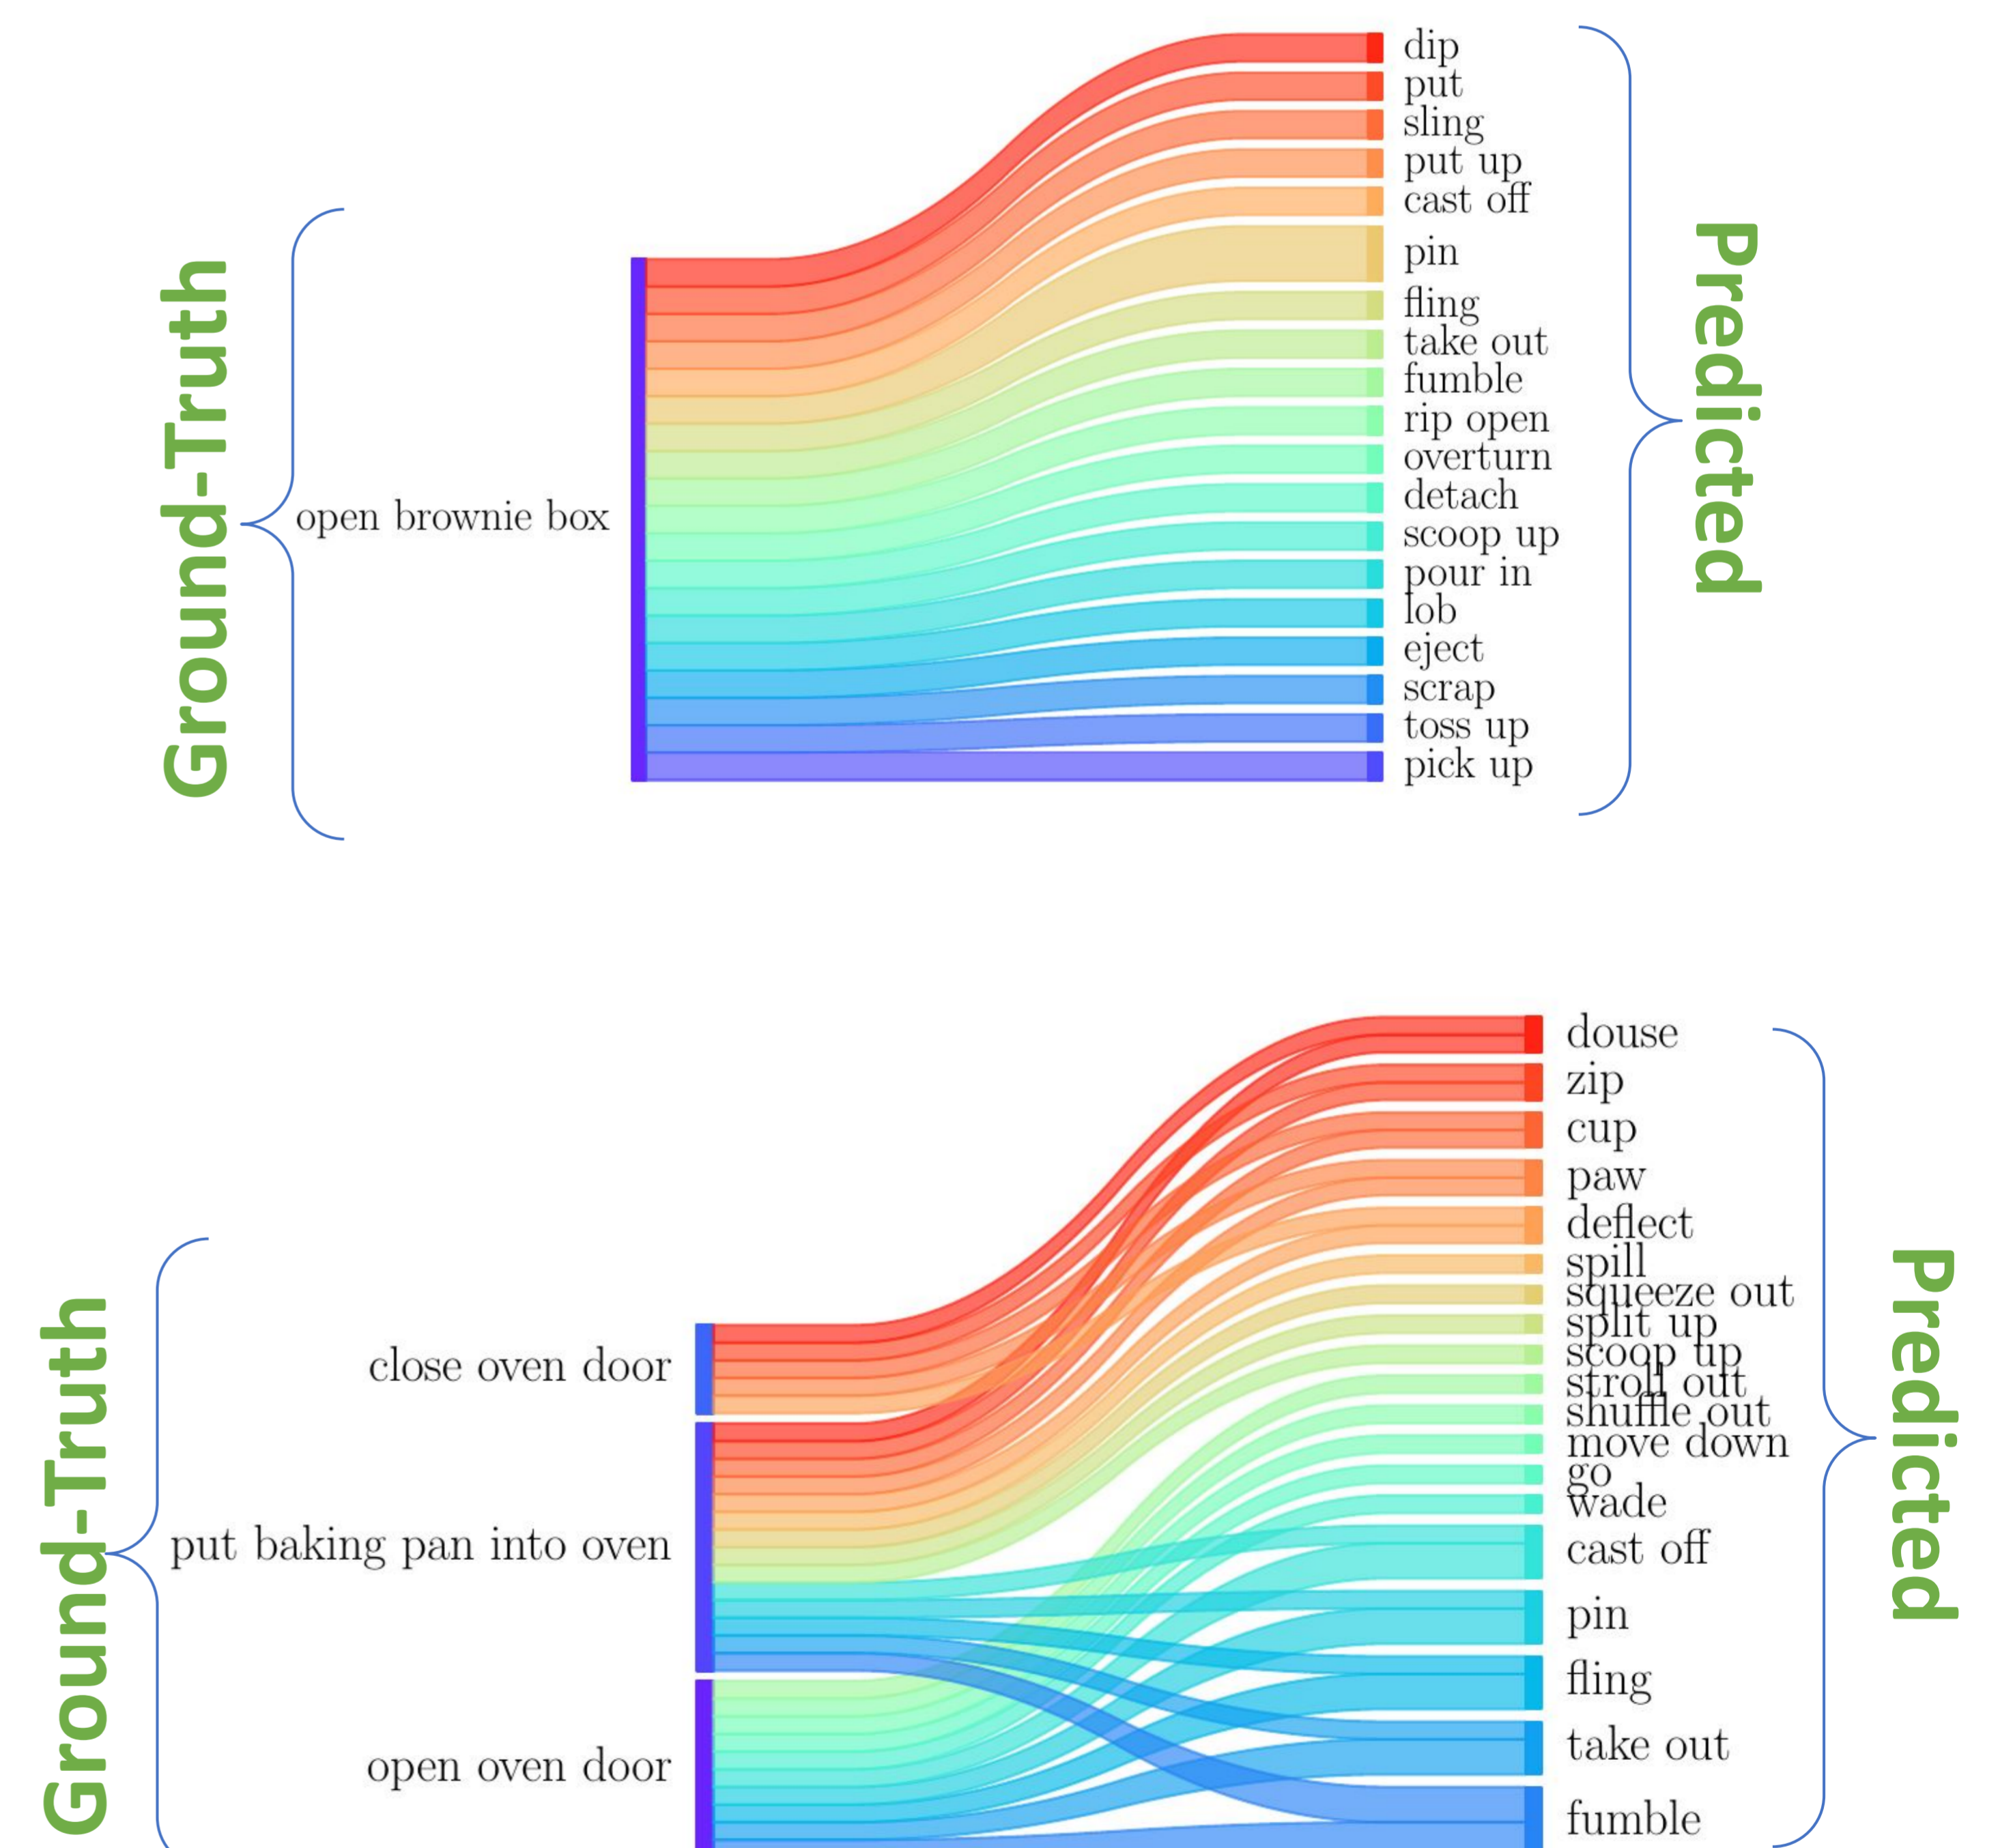 Ground-Truth
open brownie box
dip
put
sling
put up
cast off
pin
fling
take out
fumble
rip open
overturn
detach
scoop up
pour in
lob
eject
scrap
toss up
pick up
Predicted
Ground-Truth
close oven door
put baking pan into oven
open oven door
douse
zip
cup
paw
deflect
spill
squeeze out
split up
scoop up
stroll out
shuffle out
move down
go
wade
cast off
pin
fling
take out
fumble
Predicted